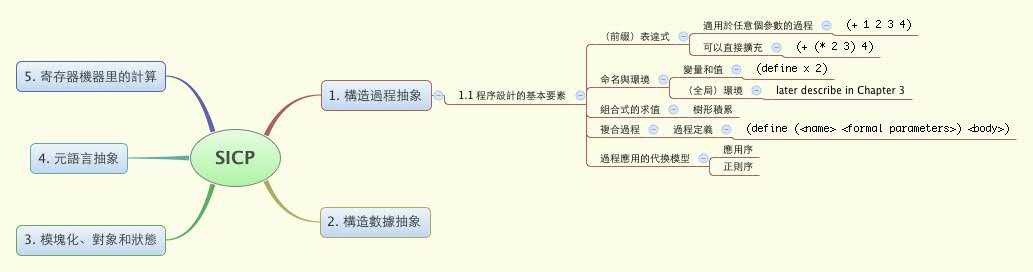 SICP
1. 構造過程抽象
1.1 程序設計的基本要素
（前綴）表達式
適用於任意個參數的過程
(+ 1 2 3 4)
可以直接擴充
(+ (* 2 3) 4)
命名與環境
變量和值
(define x 2)
（全局）環境
later describe in Chapter 3
組合式的求值
樹形積累
複合過程
過程定義
(define (<name> <formal parameters>) <body>)
過程應用的代換模型
應用序
正則序
2. 構造數據抽象
3. 模塊化、對象和狀態
4. 元語言抽象
5. 寄存器機器里的計算